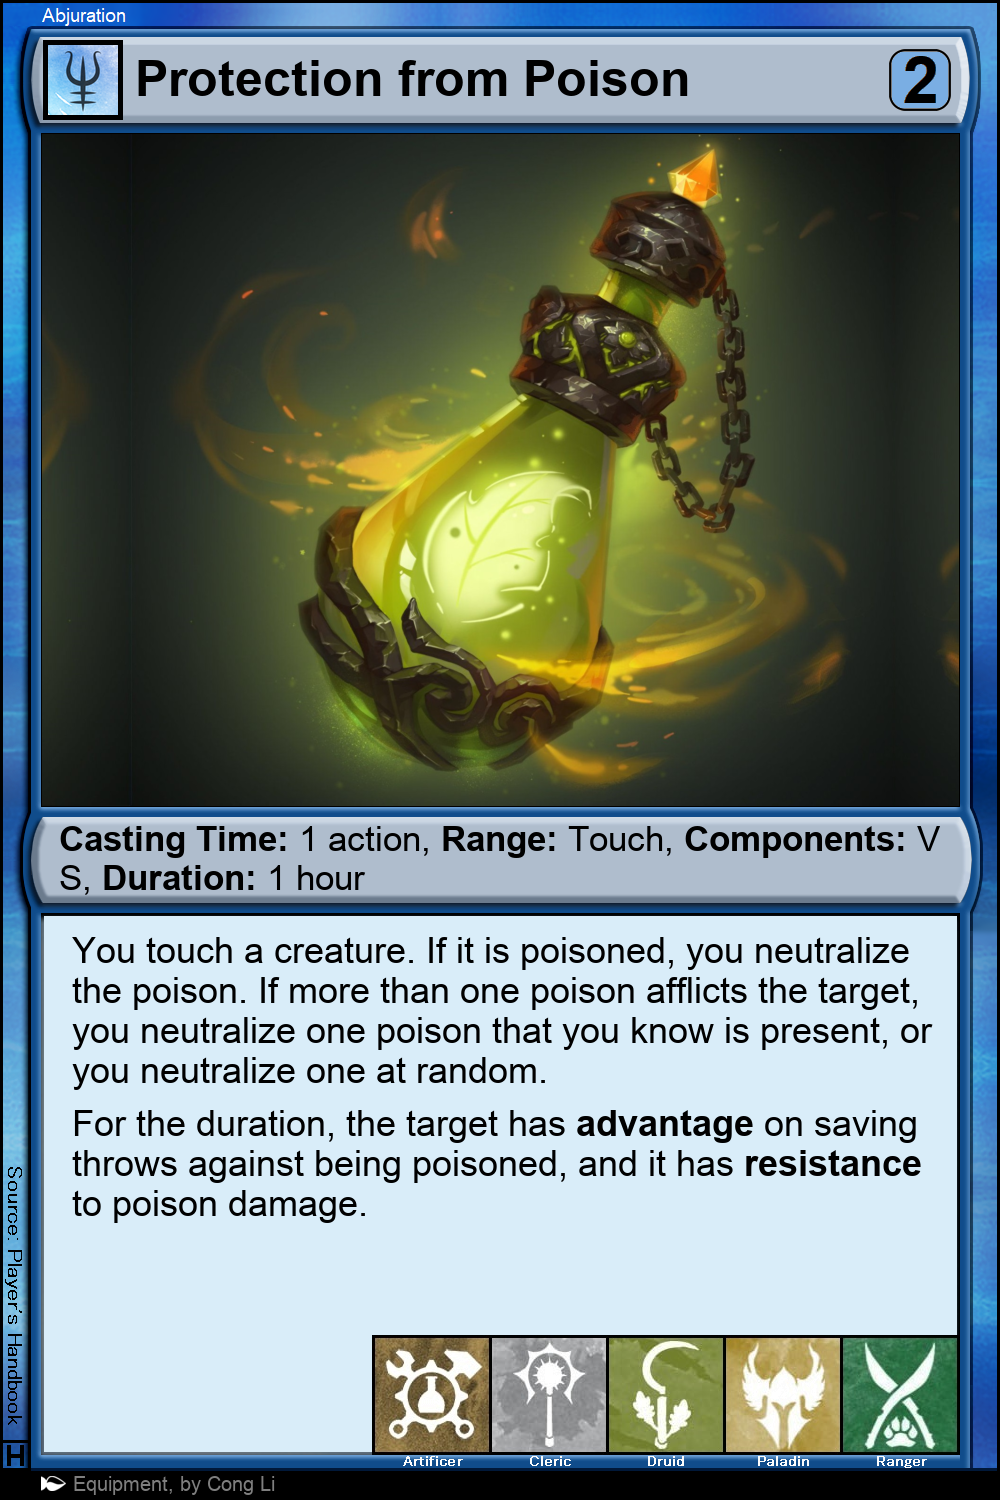 Abjuration
Protection from Poison
2
Casting Time: 1 action, Range: Touch, Components: V
S, Duration: 1 hour
You touch a creature. If it is poisoned, you neutralize
the poison. If more than one poison afflicts the target,
you neutralize one poison that you know is present, or
you neutralize one at random.
For the duration, the target has advantage on saving
throws against being poisoned, and it has resistance
to poison damage.
Source: Player's Handbook
H
Artificer
Cleric
Druid
Paladin
Ranger
Equipment, by Cong Li